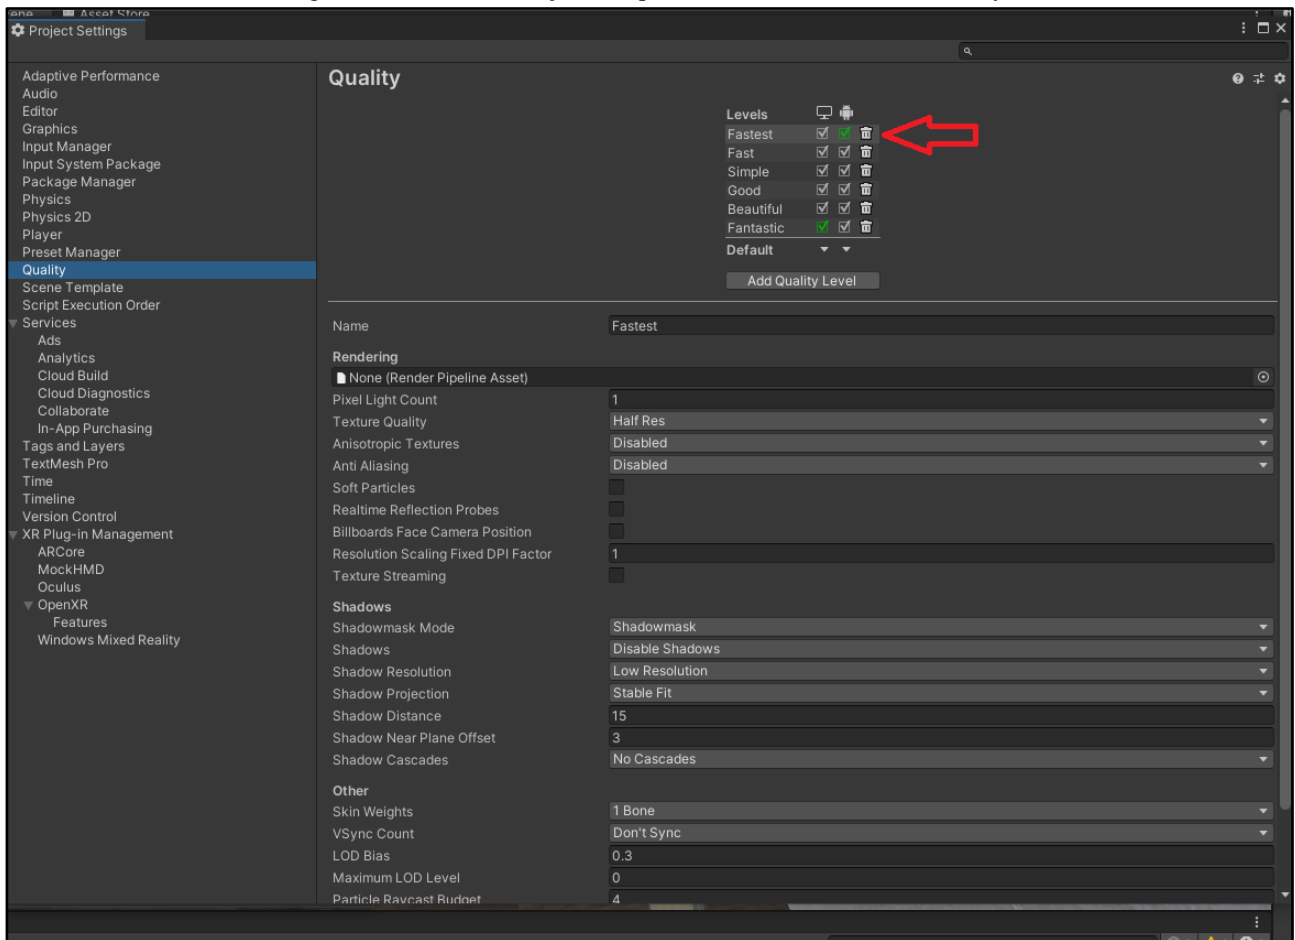 Asset Store
Project Settings
Adaptive Performance
Audio
Editor
Graphics
Input Manager
Input System Package
Package Manager
Physics
Physics 2D
Player
Preset Manager
Quality
Scene Template
Script Execution Order
Services
Ads
Analytics
Cloud Build
Cloud Diagnostics
Collaborate
In-App Purchasing
Tags and Layers
TextMesh Pro
Time
Timeline
Version Control
XR Plug-in Management
ARCore
MockHMD
Oculus
OpenXR
Features
Windows Mixed Reality
Quality
Levels
Fastest
Fast
Simple
Good
Beautiful
Fantastic
Default
Add Quality Level
Name Fastest
Rendering
None (Render Pipeline Asset)
Pixel Light Count 1
Texture Quality Half Res
Anisotropic Textures Disabled
Anti Aliasing Disabled
Soft Particles
Realtime Reflection Probes
Billboards Face Camera Position
Resolution Scaling Fixed DPI Factor 1
Texture Streaming
Shadows
Shadowmask Mode Shadowmask
Shadows Disable Shadows
Shadow Resolution Low Resolution
Shadow Projection Stable Fit
Shadow Distance 15
Shadow Near Plane Offset 3
Shadow Cascades No Cascades
Other
Skin Weights 1 Bone
VSync Count Don't Sync
LOD Bias 0.3
Maximum LOD Level 0
Particle Raycast Budget 4